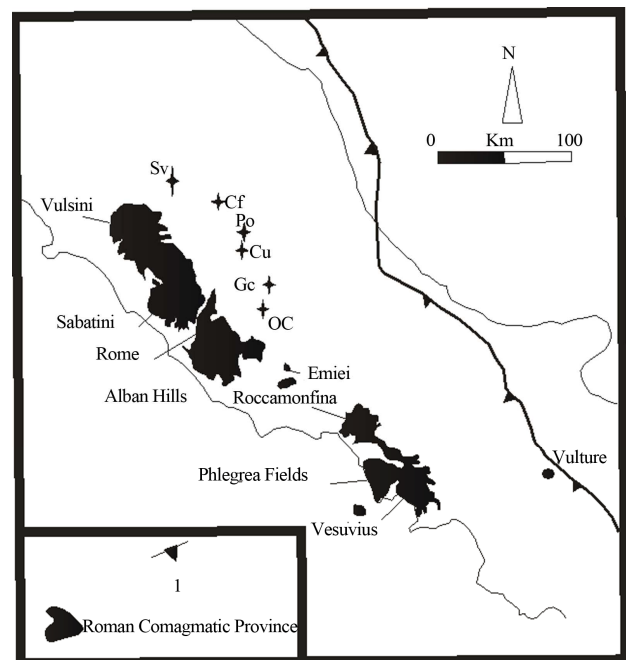 N
0 Km 100
Sv
Cf
Vulsini
Po
Cu
Gc
Sabatini
OC
Rome
Emiei
Alban Hills
Roccamonfina
Vulture
Phlegrea Fields
Vesuvius
1
Roman Comagmatic Province